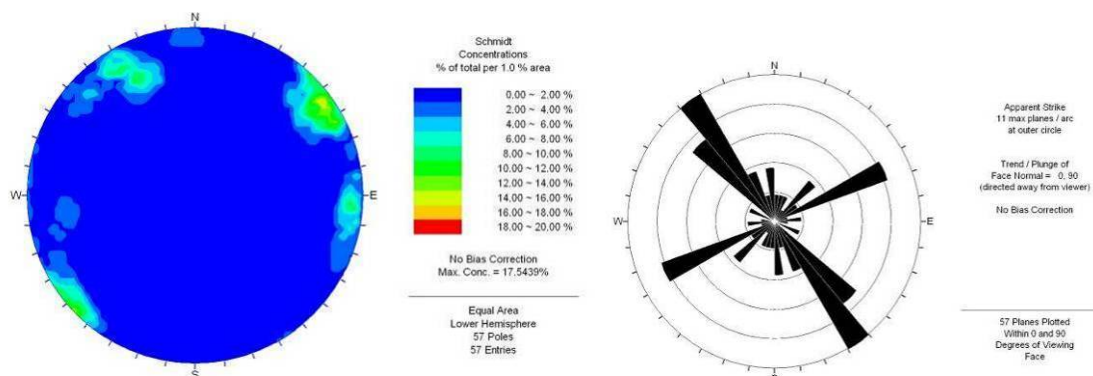 N
W
E
S
Schmidt
Concentrations
% of total per 1.0 % area
0.00 ~ 2.00 %
2.00 ~ 4.00 %
4.00 ~ 6.00 %
6.00 ~ 8.00 %
8.00 ~ 10.00 %
10.00 ~ 12.00 %
12.00 ~ 14.00 %
14.00 ~ 16.00 %
16.00 ~ 18.00 %
18.00 ~ 20.00 %
No Bias Correction
Max. Conc. = 17.5439%
Equal Area
Lower Hemisphere
57 Poles
57 Entries
N
W
E
Apparent Strike
11 max planes / arc
at outer circle
Trend / Plunge of
Face Normal = 0, 90
(directed away from viewer)
No Bias Correction
57 Planes Plotted
Within 0 and 90
Degrees of Viewing
Face